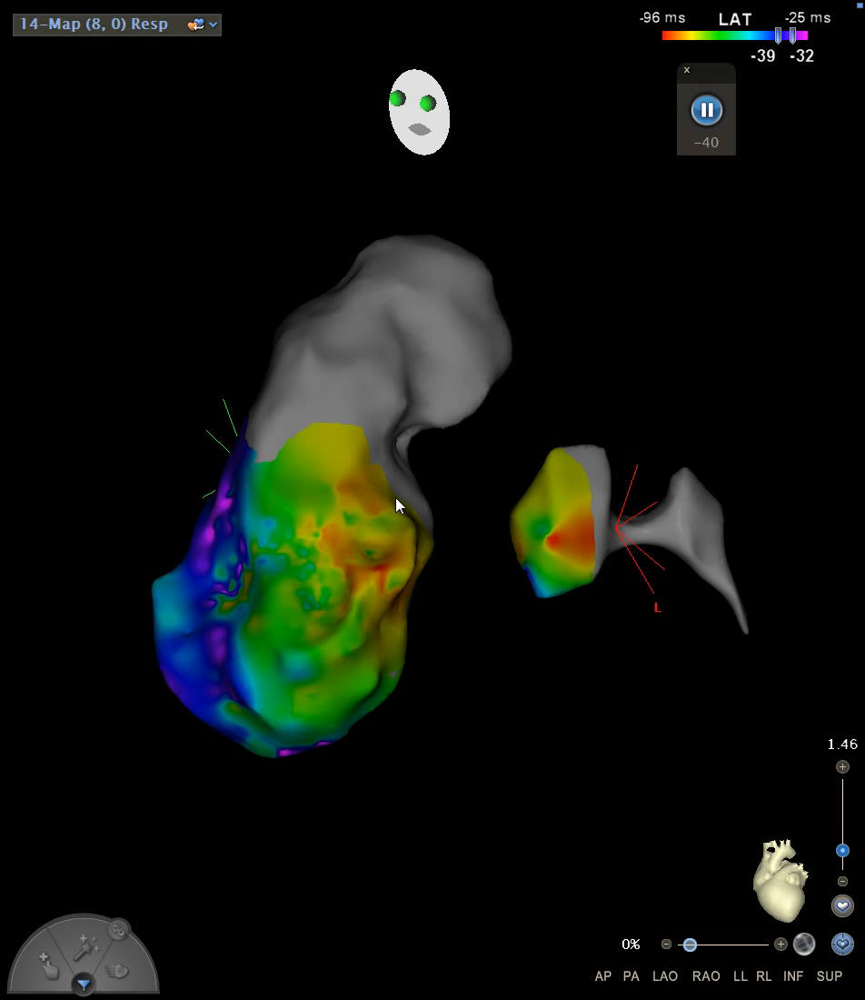 14-Map (8, 0) Resp
-96 ms LAT -25 ms
-39 -32
x
-40
L
1.46
0%
AP PA LAO RAO LL RL INF SUP